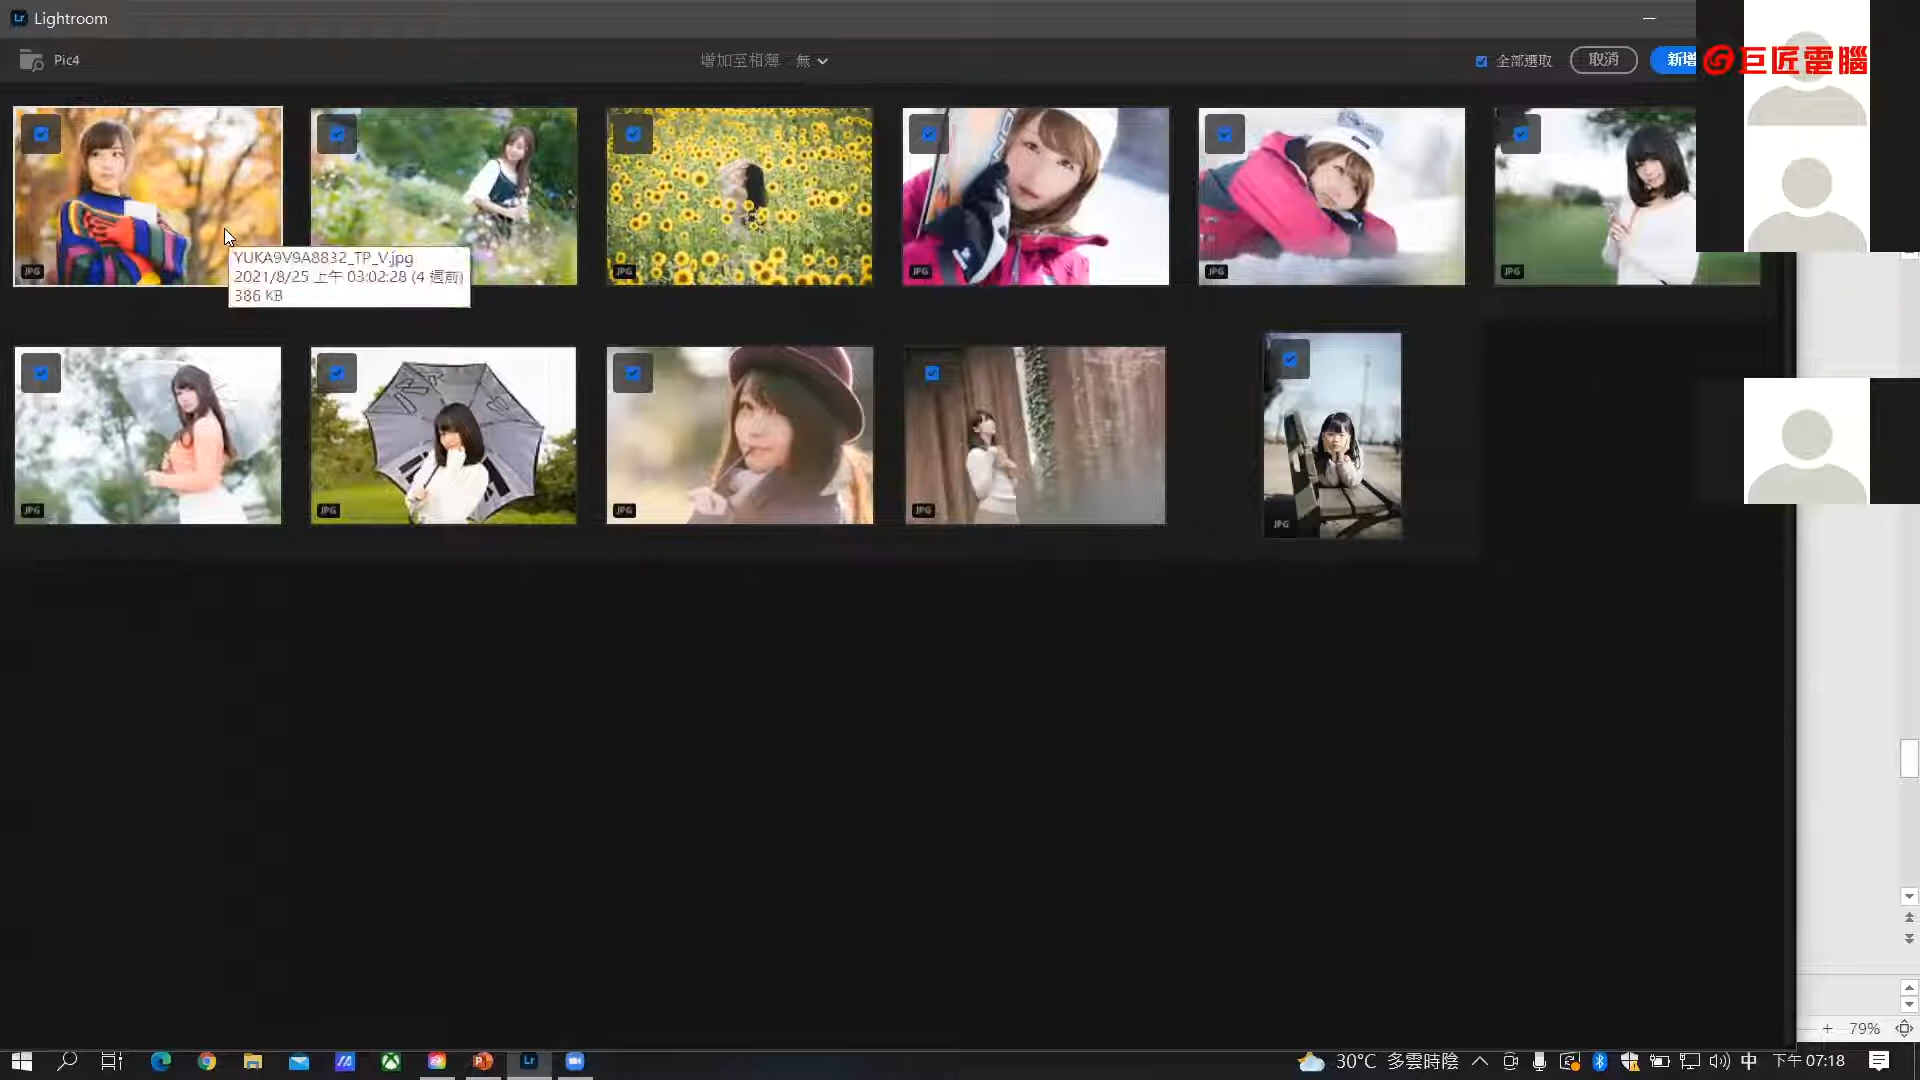 Lr Lightroom
Pic4
增加至相簿 無
全部選取
取消
新增
巨匠電腦
JPG
JPG
JPG
JPG
JPG
YUKA9V9A8832_TP_V.jpg
2021/8/25 上午 03:02:28 (4 週前)
386 KB
JPG
JPG
JPG
JPG
JPG
79%
Lr
30°C 多雲時陰
中
下午 07:18